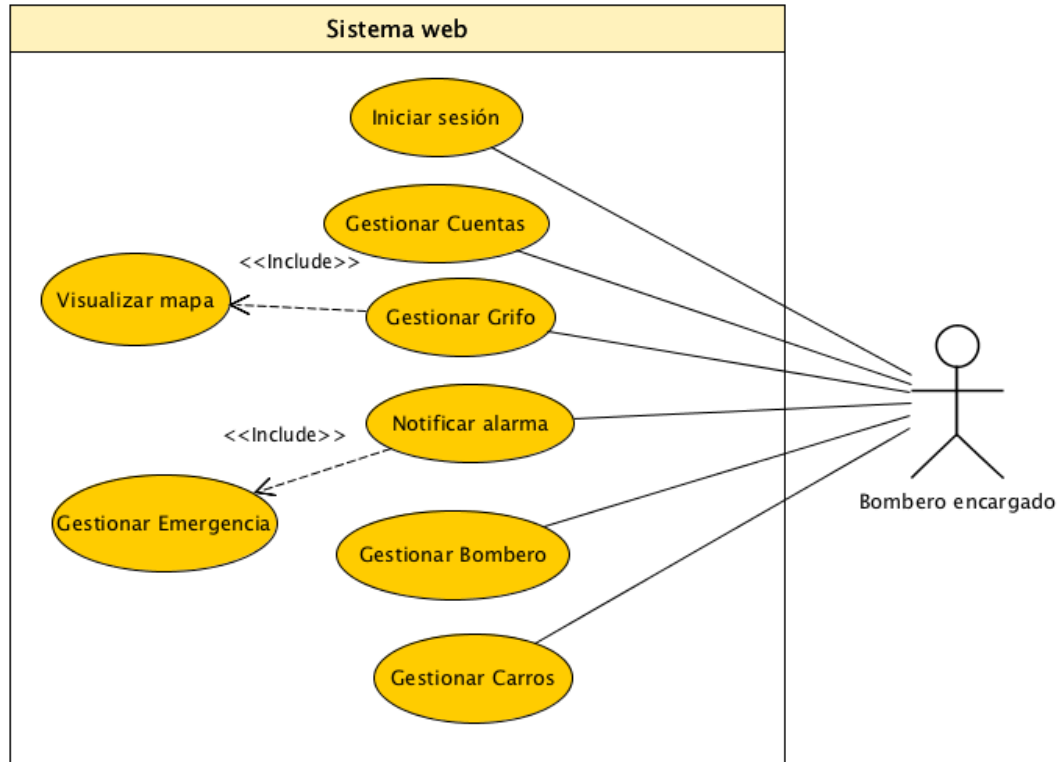 Sistema web
Iniciar sesión
Gestionar Cuentas
<<Include>>
Visualizar mapa
Gestionar Grifo
Notificar alarma
<<Include>>
Gestionar Emergencia
Bombero encargado
Gestionar Bombero
Gestionar Carros